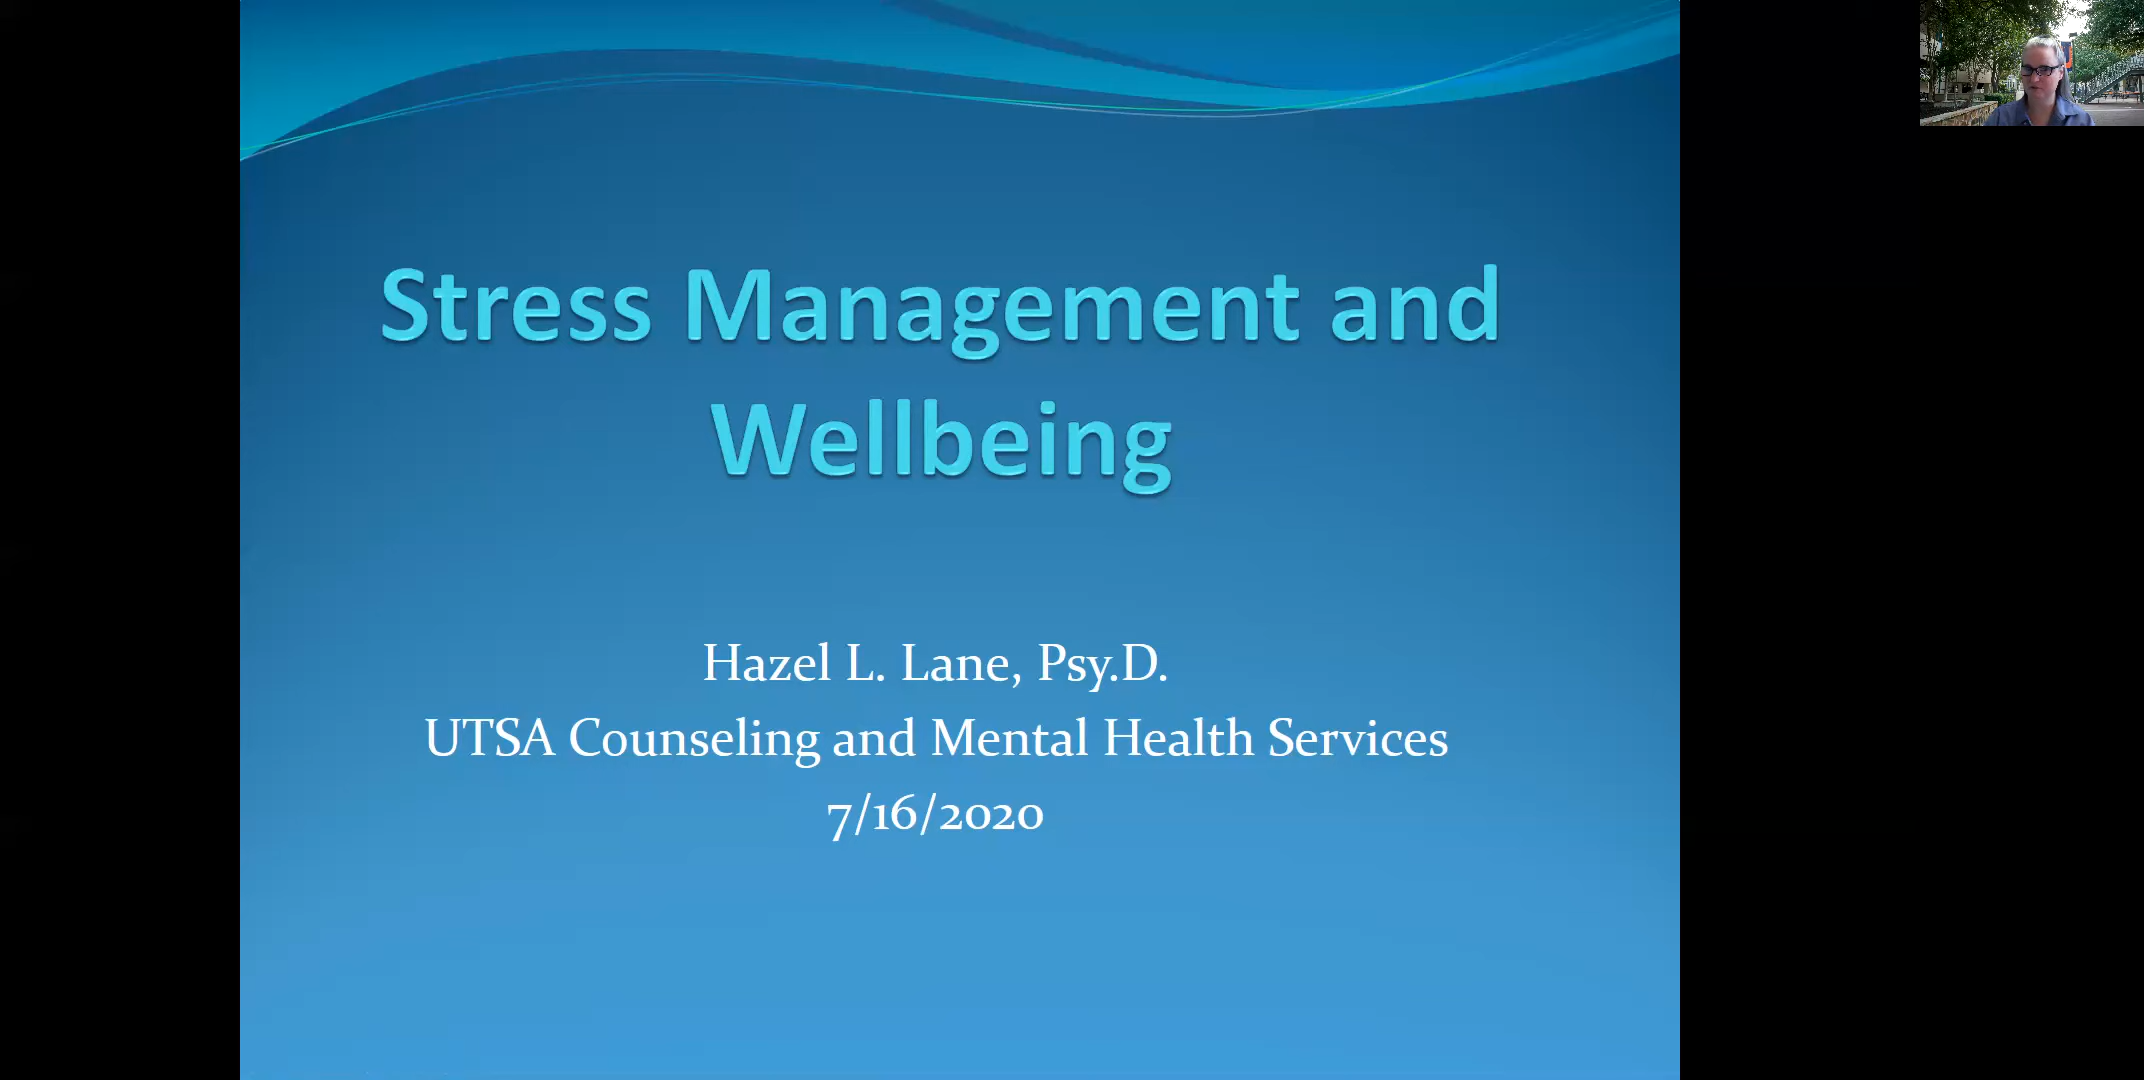 Stress Management and
Wellbeing
Hazel L. Lane, Psy.D.
UTSA Counseling and Mental Health Services
7/16/2020